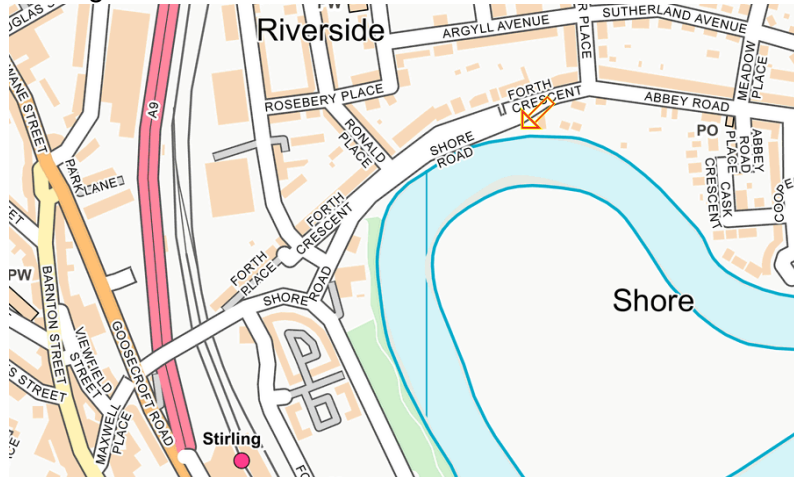 Riverside
PW
ARGYLL AVENUE
SUTHERLAND AVENUE
R PLACE
MEADOW
PLACE
A9
ROSEBERY PLACE
FORTH
CRESCENT
ABBEY ROAD
RONALD
PLACE
SHORE
ROAD
PO
ABBEY
ROAD
PLACE
CASK
CRESCENT
PARK LANE
FORTH
CRESCENT
FORTH
PLACE
SHORE ROAD
Shore
PW
BARNTON STREET
VIEWFIELD
STREET
GOOSECROFT ROAD
MAXWELL
PLACE
Stirling